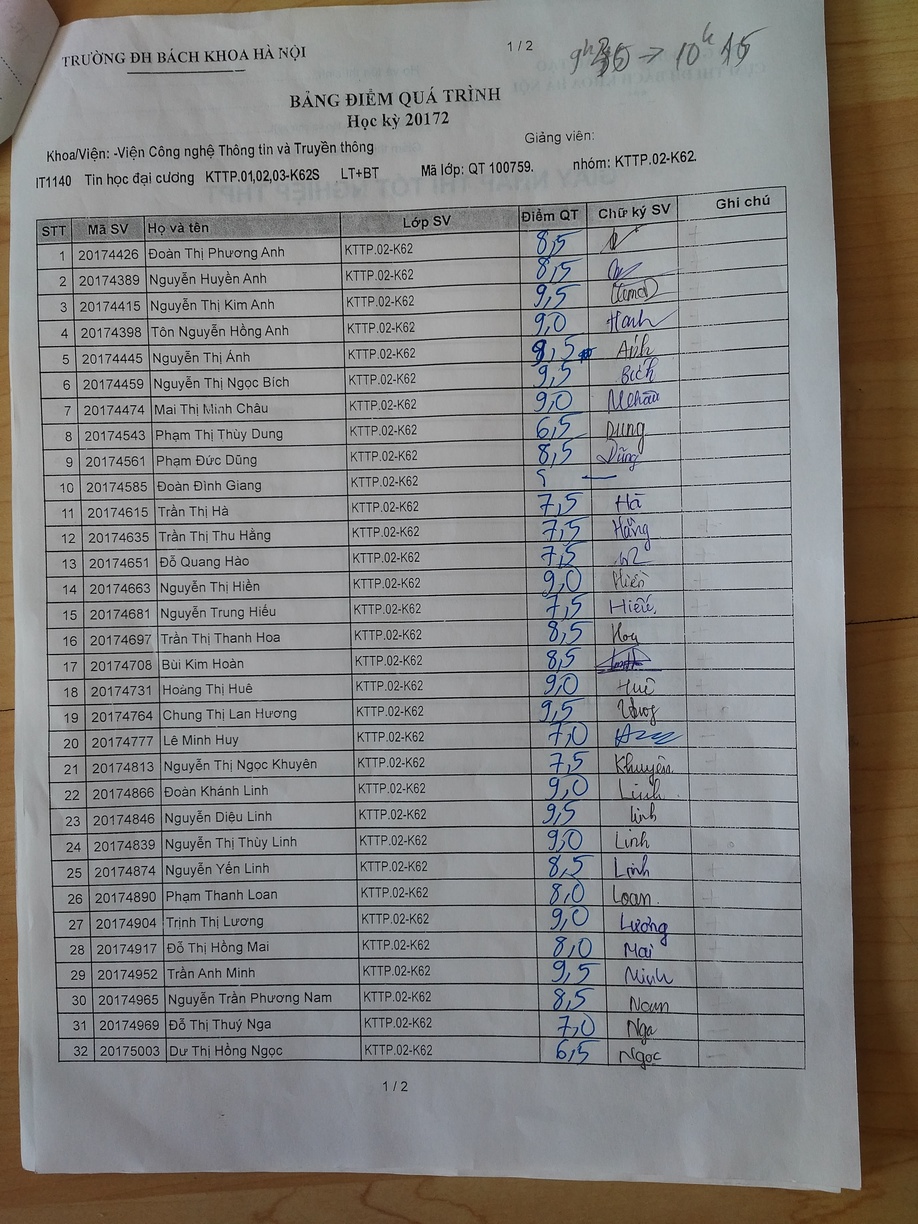 TRƯỜNG ĐH BÁCH KHOA HÀ NỘI
1 / 2
BẢNG ĐIỂM QUÁ TRÌNH
Học kỳ 20172
Khoa/Viện: -Viện Công nghệ Thông tin và Truyền thông Giảng viên:
IT1140 Tin học đại cương KTTP.01,02,03-K62S LT+BT Mã lớp: QT 100759. nhóm: KTTP.02-K62.
STT Mã SV Họ và tên Lớp SV Điểm QT Chữ ký SV Ghi chú
1 20174426 Đoàn Thị Phương Anh KTTP.02-K62 8,5
2 20174389 Nguyễn Huyền Anh KTTP.02-K62 8,5
3 20174415 Nguyễn Thị Kim Anh KTTP.02-K62 9,5
4 20174398 Tôn Nguyễn Hồng Anh KTTP.02-K62 9,0 Hanh
5 20174445 Nguyễn Thị Ánh KTTP.02-K62 Ánh
6 20174459 Nguyễn Thị Ngọc Bích KTTP.02-K62 9,5 Bích
7 20174474 Mai Thị Minh Châu KTTP.02-K62 9,0 Mchâu
8 20174543 Phạm Thị Thùy Dung KTTP.02-K62 6,5 Dung
9 20174561 Phạm Đức Dũng KTTP.02-K62 8,5 Dũng
10 20174585 Đoàn Đình Giang KTTP.02-K62
11 20174615 Trần Thị Hà KTTP.02-K62 7,5 Hà
12 20174635 Trần Thị Thu Hằng KTTP.02-K62 7,5 Hằng
13 20174651 Đỗ Quang Hào KTTP.02-K62 7,5
14 20174663 Nguyễn Thị Hiền KTTP.02-K62 9,0 Hiền
15 20174681 Nguyễn Trung Hiếu KTTP.02-K62 7,5 Hiếu
16 20174697 Trần Thị Thanh Hoa KTTP.02-K62 8,5 Hoa
17 20174708 Bùi Kim Hoàn KTTP.02-K62 8,5
18 20174731 Hoàng Thị Huê KTTP.02-K62 9,0 Huê
19 20174764 Chung Thị Lan Hương KTTP.02-K62 9,5
20 20174777 Lê Minh Huy KTTP.02-K62 7,0
21 20174813 Nguyễn Thị Ngọc Khuyên KTTP.02-K62 7,5 Khuyên
22 20174866 Đoàn Khánh Linh KTTP.02-K62 9,0 Linh
23 20174846 Nguyễn Diệu Linh KTTP.02-K62 9,5 linh
24 20174839 Nguyễn Thị Thùy Linh KTTP.02-K62 9,0 Linh
25 20174874 Nguyễn Yến Linh KTTP.02-K62 8,5 Linh
26 20174890 Phạm Thanh Loan KTTP.02-K62 8,0 Loan
27 20174904 Trịnh Thị Lương KTTP.02-K62 9,0 Lương
28 20174917 Đỗ Thị Hồng Mai KTTP.02-K62 8,0 Mai
29 20174952 Trần Anh Minh KTTP.02-K62 9,5 Minh
30 20174965 Nguyễn Trần Phương Nam KTTP.02-K62 8,5 Nam
31 20174969 Đỗ Thị Thuý Nga KTTP.02-K62 7,0 Nga
32 20175003 Dư Thị Hồng Ngọc KTTP.02-K62 6,5 Ngọc
1 / 2